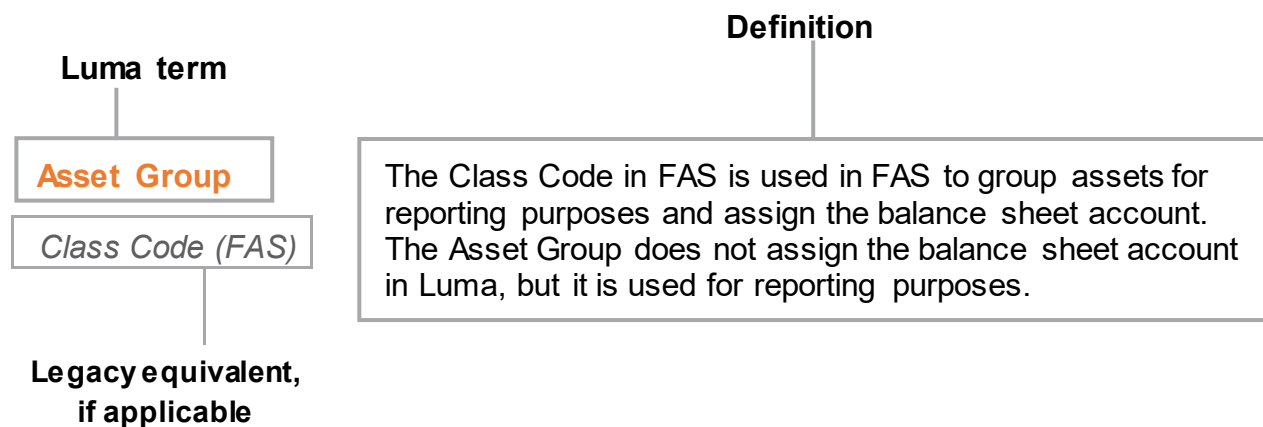 Definition
Luma term
Asset Group
Class Code (FAS)
The Class Code in FAS is used in FAS to group assets for
reporting purposes and assign the balance sheet account.
The Asset Group does not assign the balance sheet account
in Luma, but it is used for reporting purposes.
Legacy equivalent,
if applicable